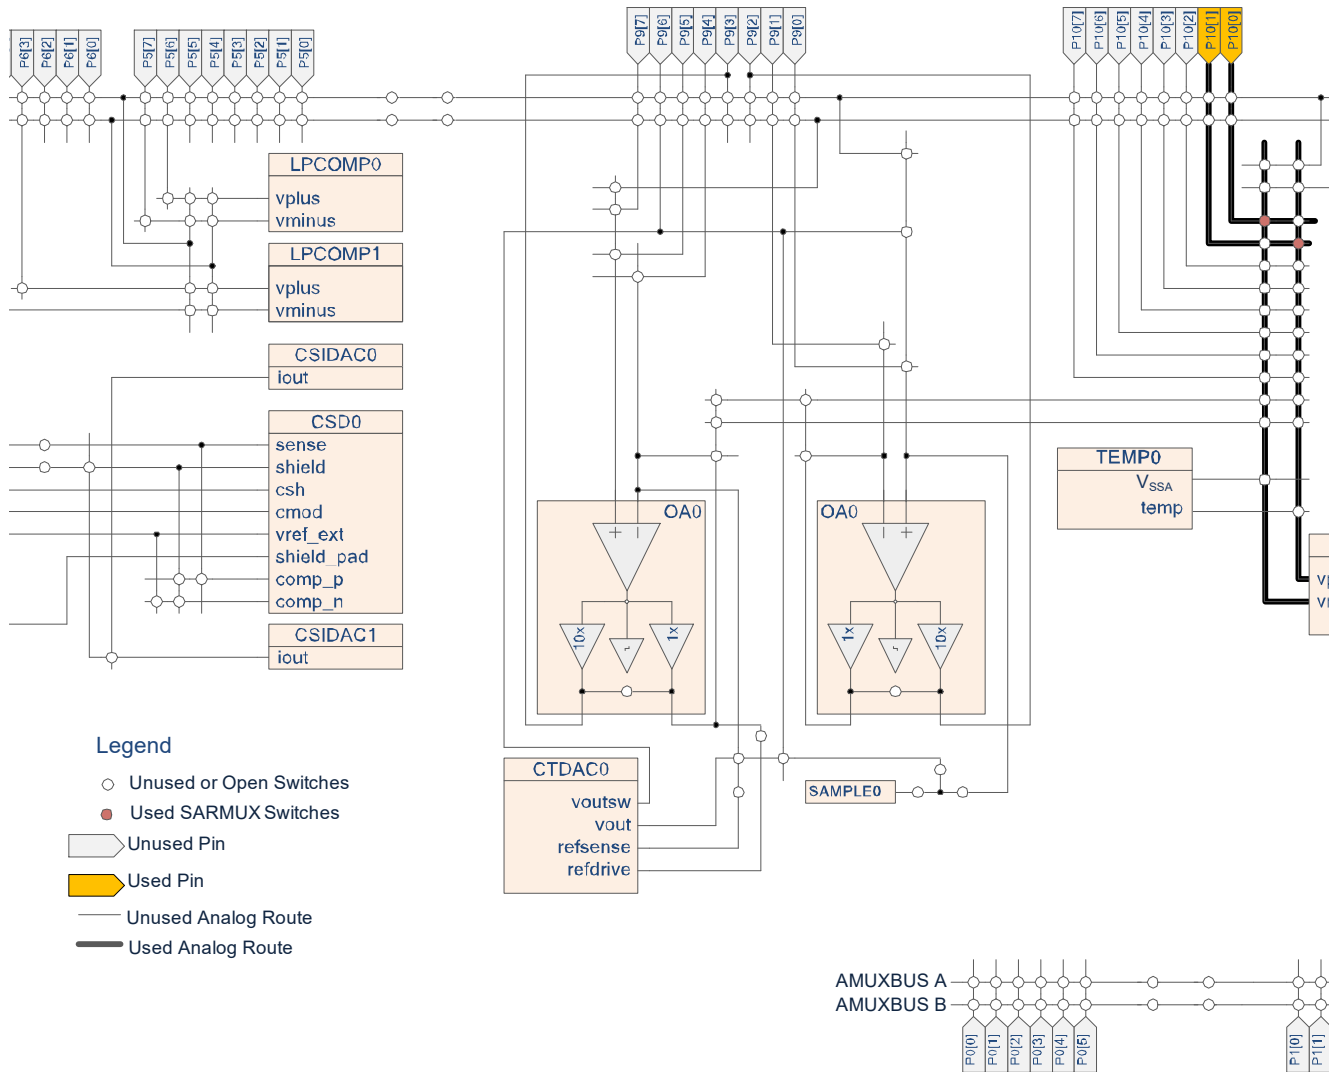 P6[3] P6[2] P6[1] P6[0] P5[7] P5[6] P5[5] P5[4] P5[3] P5[2] P5[1] P5[0] P9[7] P9[6] P9[5] P9[4] P9[3] P9[2] P9[1] P9[0] P10[7] P10[6] P10[5] P10[4] P10[3] P10[2] P10[1] P10[0]
LPCOMP0
vplus
vminus
LPCOMP1
vplus
vminus
CSIDAC0
iout
CSD0
sense
shield
csh
cmod
vref_ext
shield_pad
comp_p
comp_n
CSIDAC1
iout
OA0
+
10x
1x
OA0
+
1x
10x
TEMP0
VSSA
temp
Legend
Unused or Open Switches
Used SARMUX Switches
Unused Pin
Used Pin
Unused Analog Route
Used Analog Route
CTDAC0
voutsw
vout
refsense
refdrive
SAMPLE0
AMUXBUS A
AMUXBUS B
P0[0] P0[1] P0[2] P0[3] P0[4] P0[5] P1[0] P1[1]